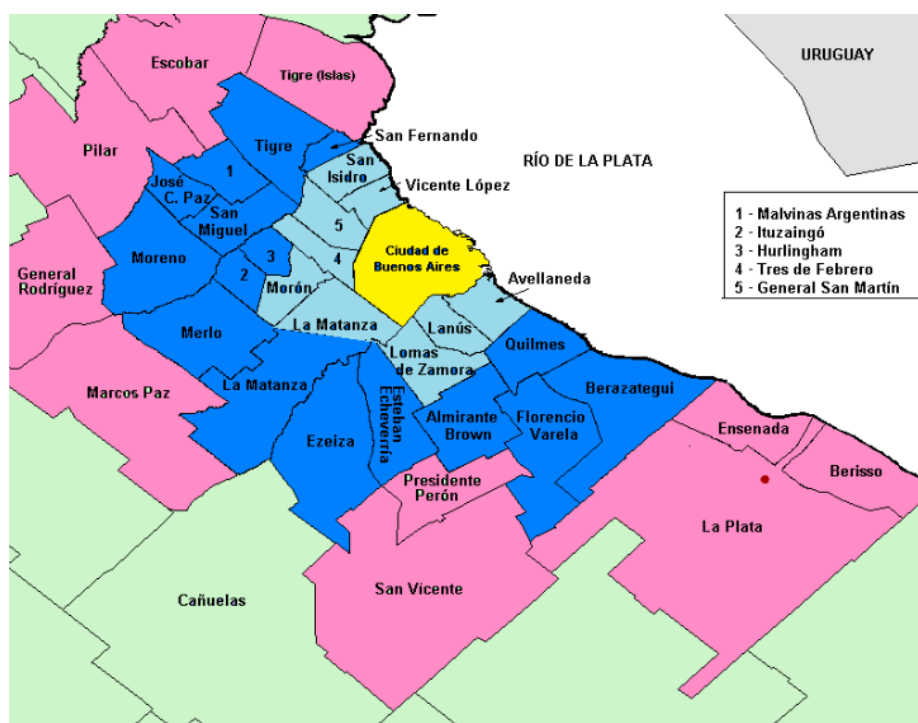 URUGUAY
Escobar
Tigre (Islas)
San Fernando
Pilar
Tigre
San
Isidro
RÍO DE LA PLATA
1
José
C. Paz
Vicente López
San
Miguel
5
1 - Malvinas Argentinas
2 - Ituzaingó
3 - Hurlingham
4 - Tres de Febrero
5 - General San Martín
Moreno
3
4
Ciudad de
Buenos Aires
General
Rodríguez
2
Morón
Avellaneda
La Matanza
Lanús
Merlo
Quilmes
Lomas
de Zamora
Marcos Paz
La Matanza
Esteban
Echeverría
Berazategui
Almirante
Brown
Florencio
Varela
Ezeiza
Ensenada
Presidente
Perón
Berisso
La Plata
San Vicente
Cañuelas